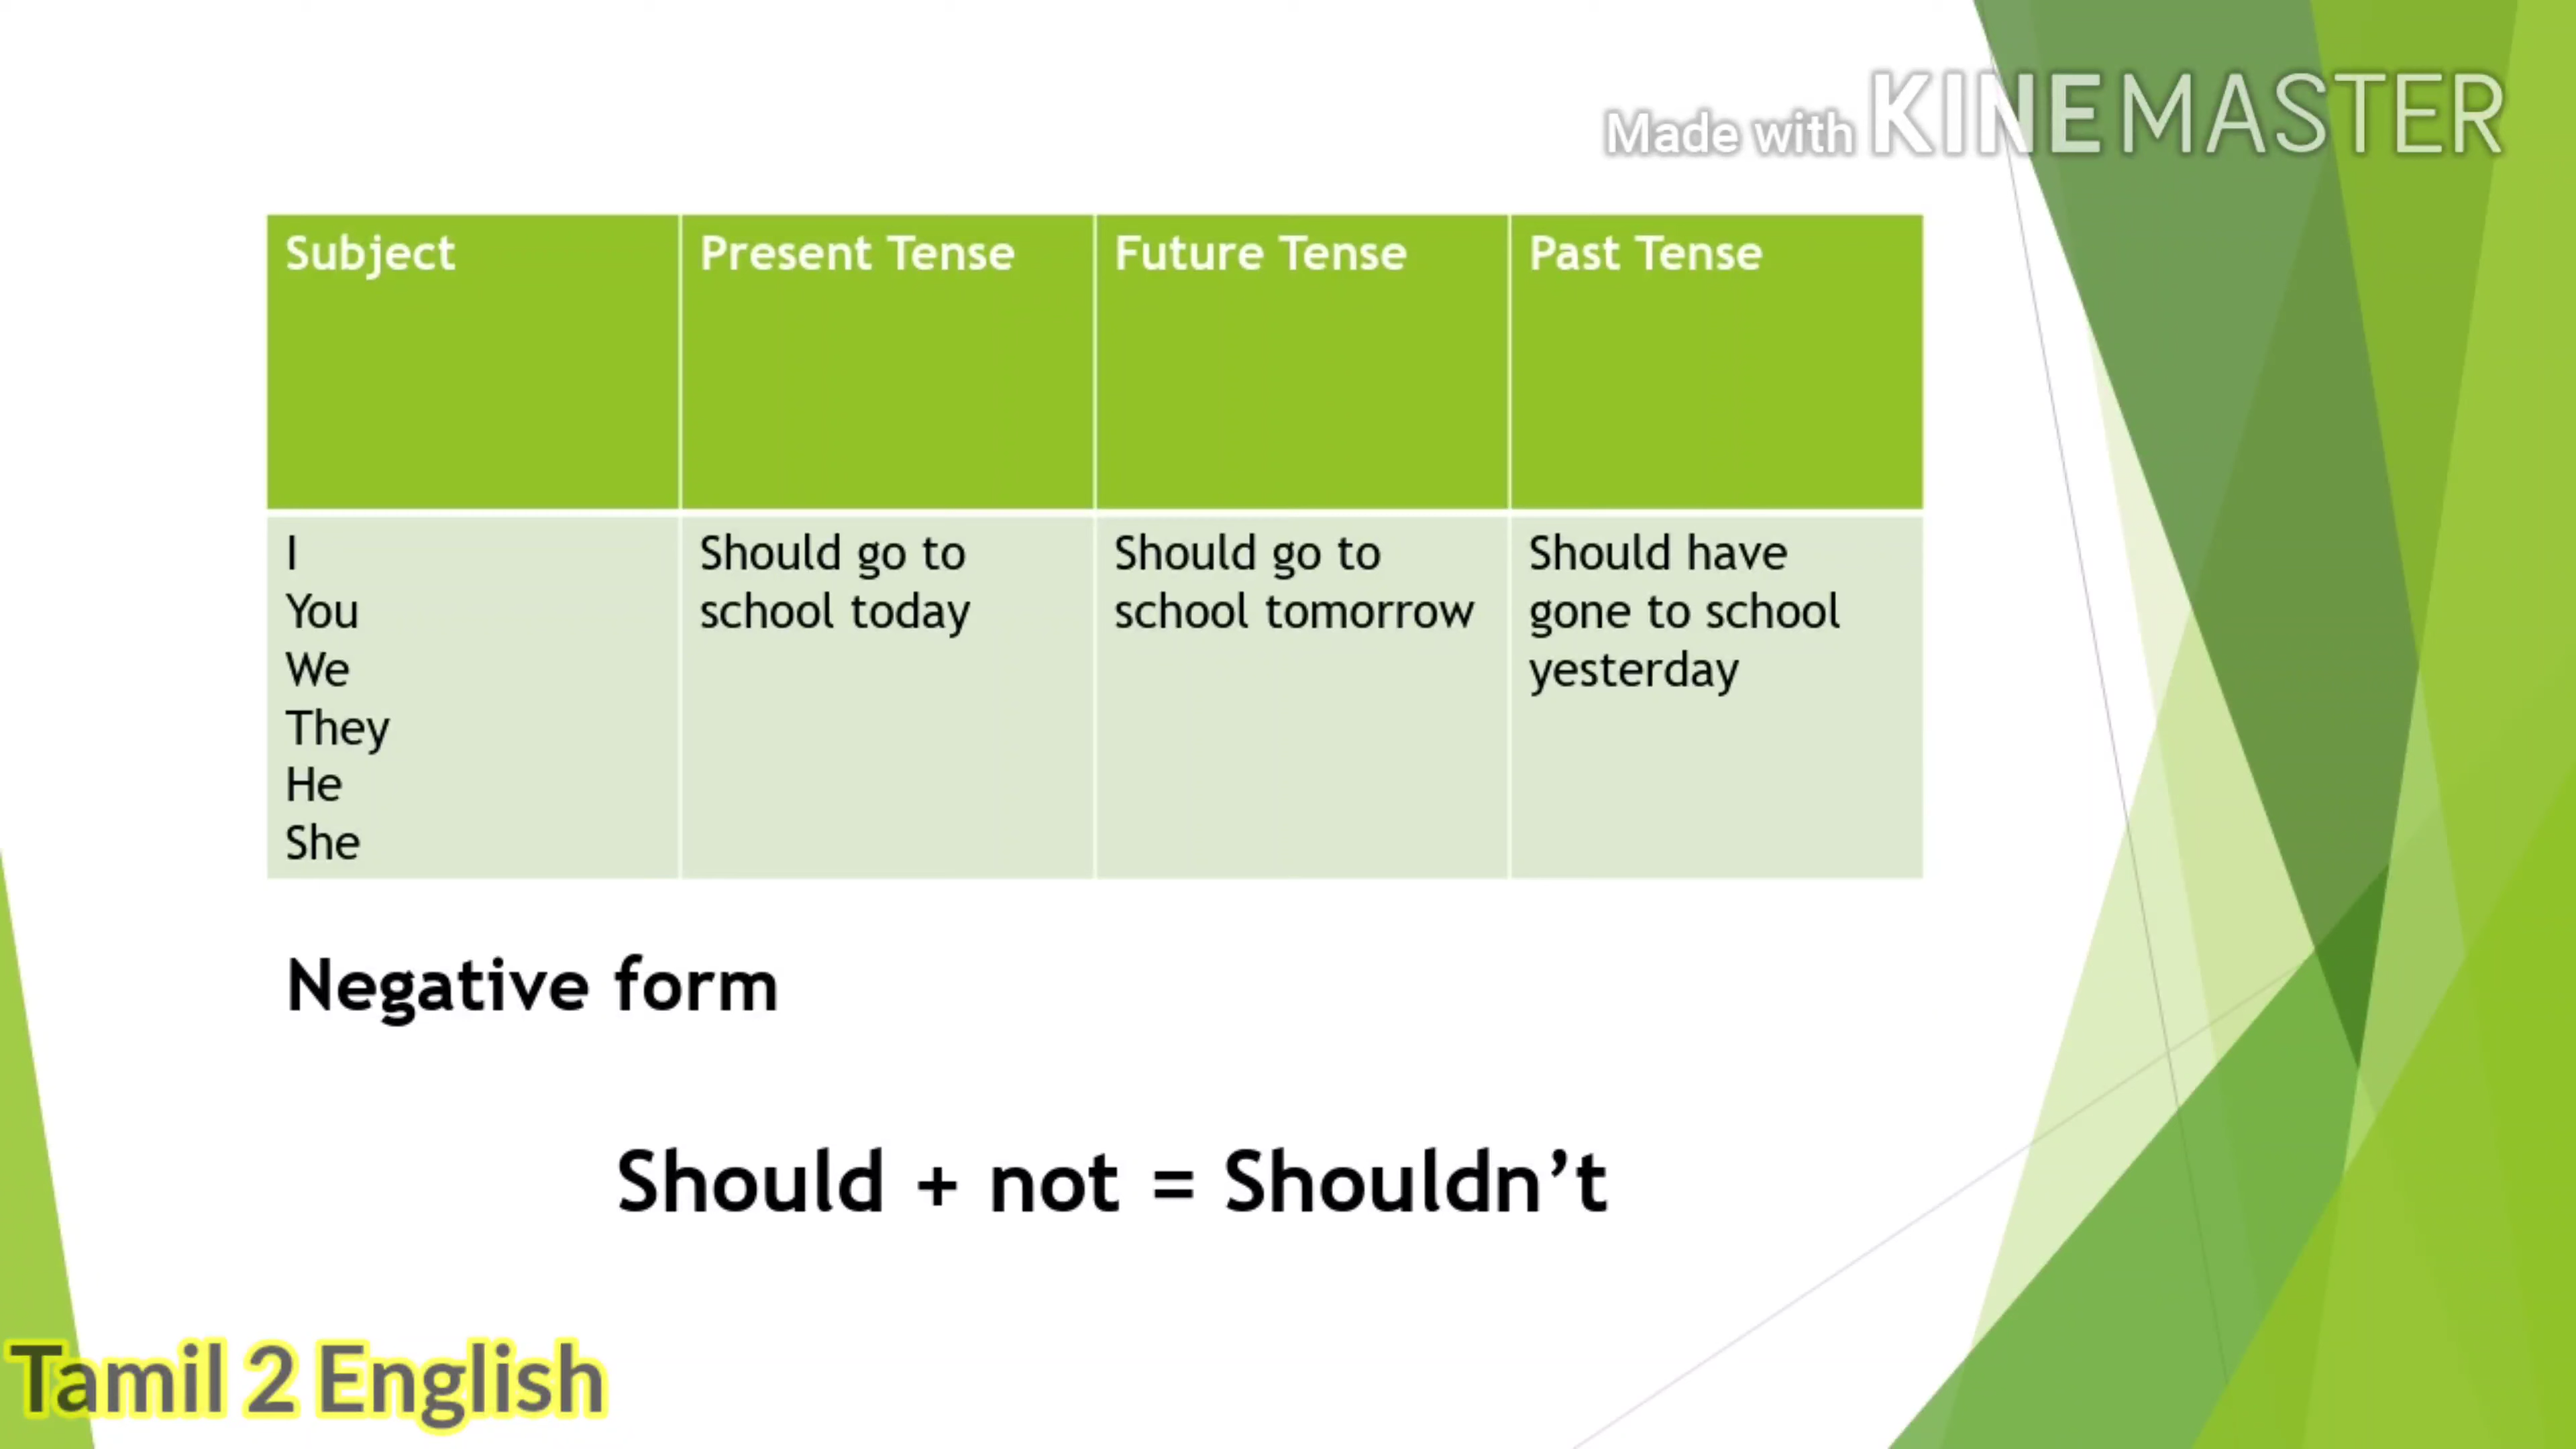 Made with KINEMASTER
Subject
Present Tense
Future Tense
Past Tense
I
You
We
They
He
She
Should go to
school today
Should go to
school tomorrow
Should have
gone to school
yesterday
Negative form
Should + not = Shouldn’t
Tamil 2 English